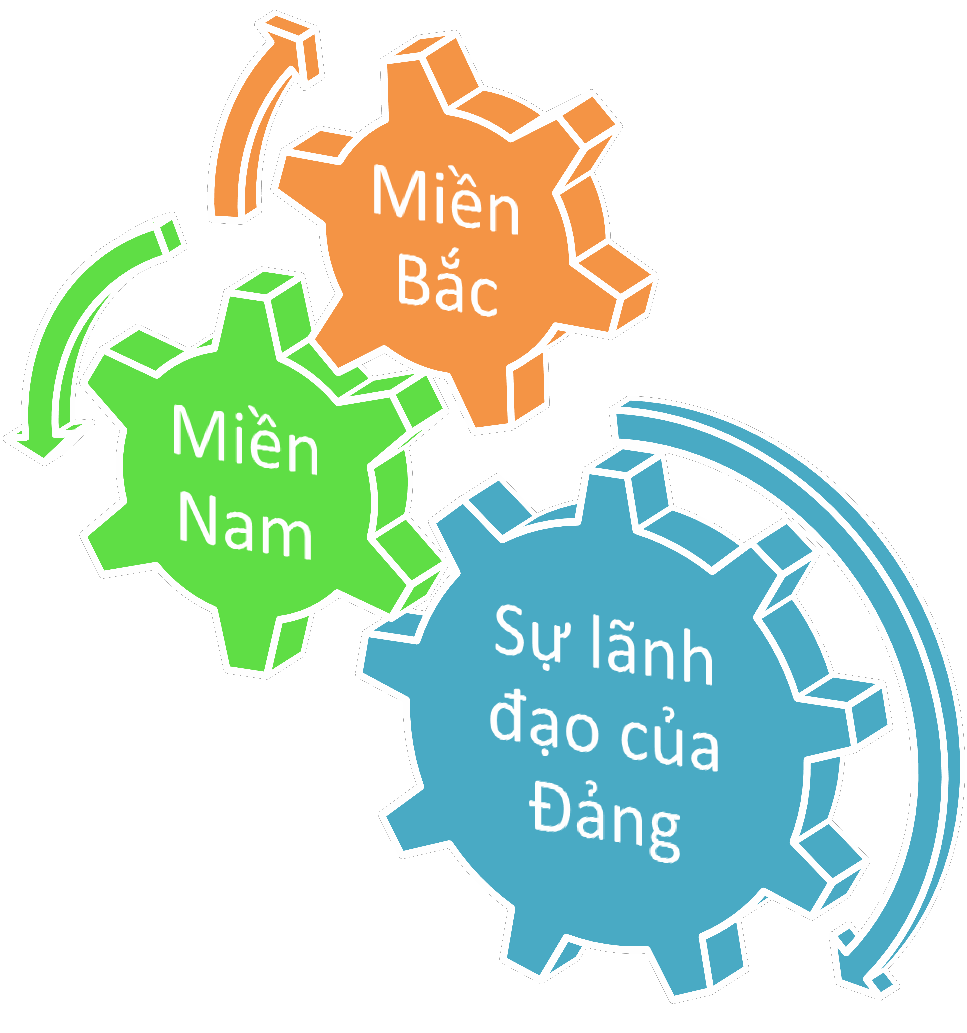 Miền
Bắc
Miền
Nam
Sự lãnh
đạo của
Đảng